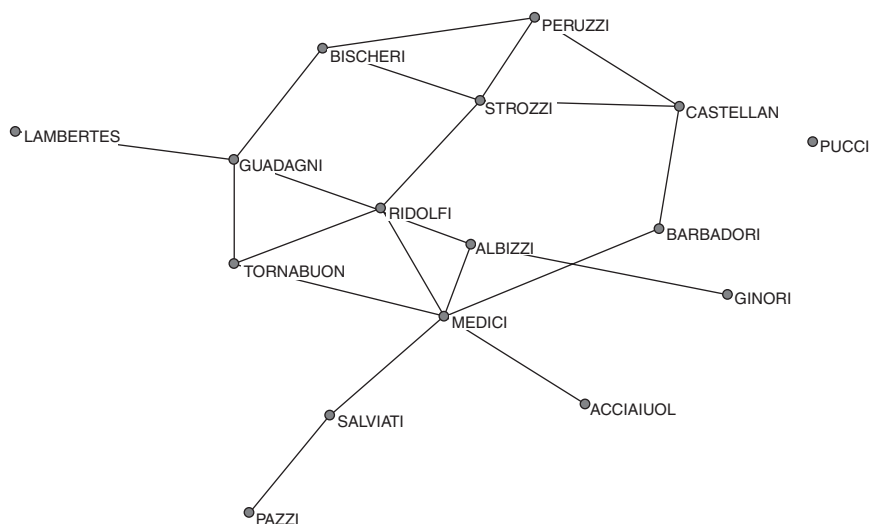 PERUZZI
BISCHERI
STROZZI
CASTELLAN
LAMBERTES
PUCCI
GUADAGNI
RIDOLFI
BARBADORI
ALBIZZI
TORNABUON
GINORI
MEDICI
ACCIAIUOL
SALVIATI
PAZZI